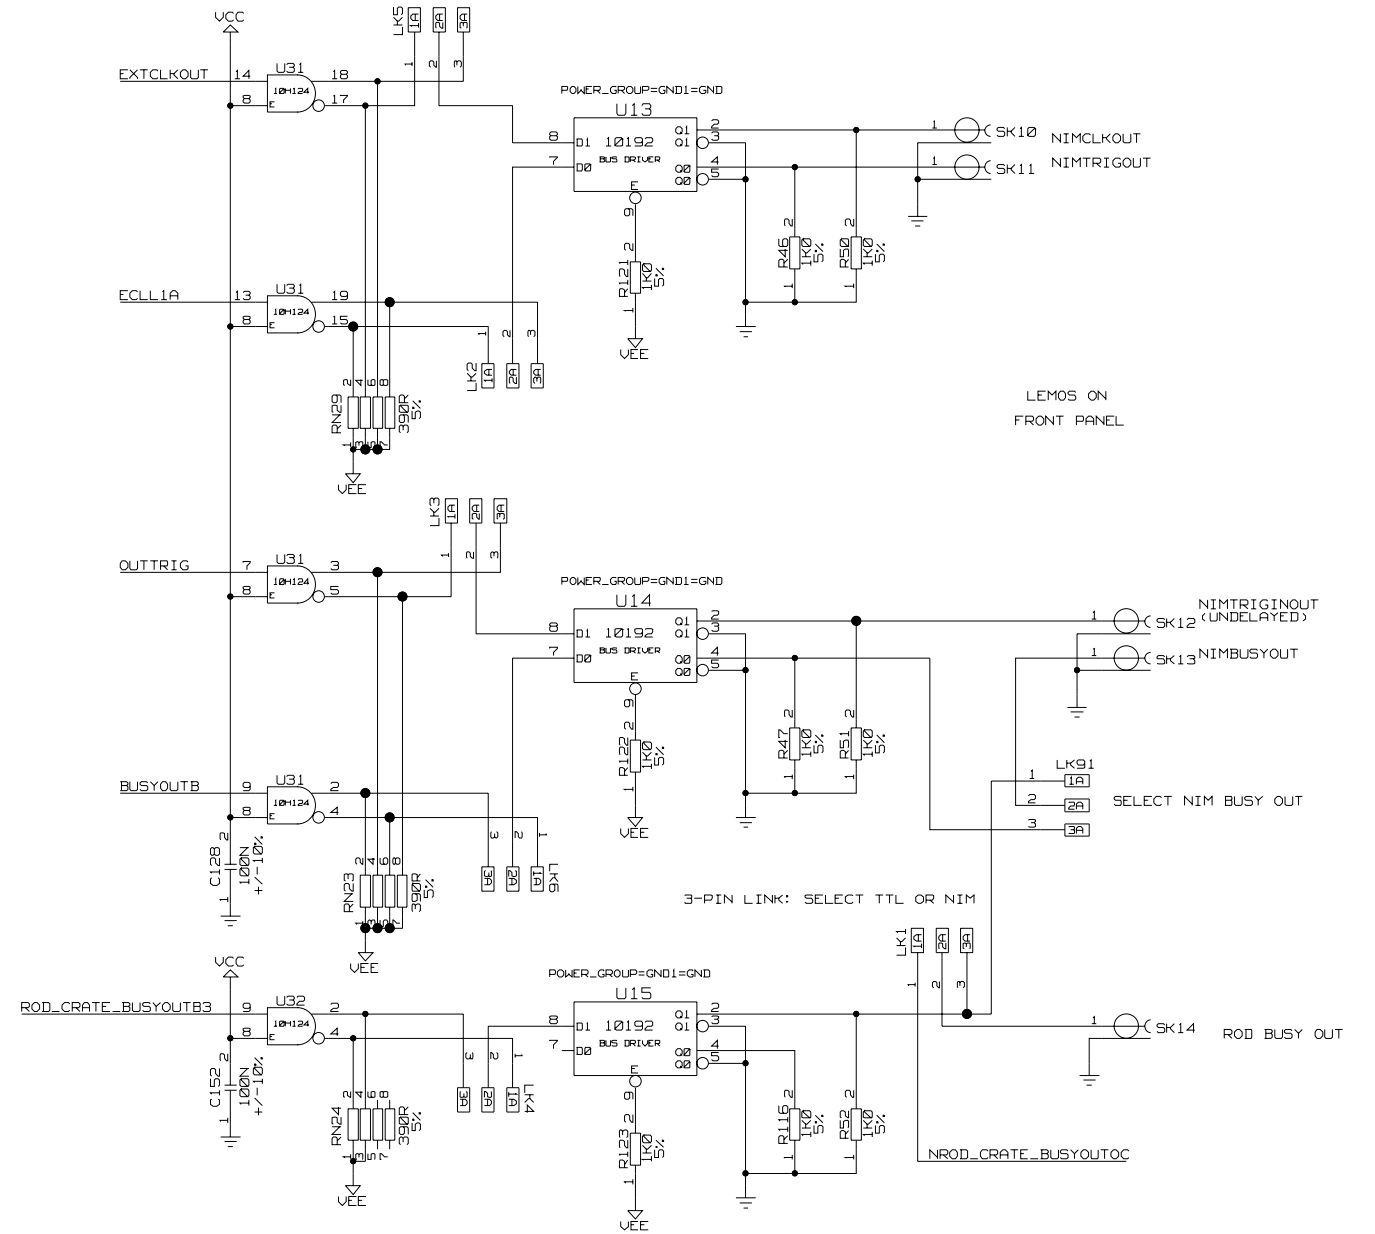 VCC
LK5
1A
2A
3A
1
2
3
EXTCLKOUT
14
U31
18
10H124
8
E
17
POWER_GROUP=GND1=GND
U13
8
D1
10192
Q1
2
Q1
3
7
D0
BUS DRIVER
Q0
4
Q0
5
E
9
1
SK10
NIMCLKOUT
1
SK11
NIMTRIGOUT
2
R121
1K0
5%
1
VEE
2
R46
1K0
5%
1
2
R50
1K0
5%
1
ECLL1A
13
U31
19
10H124
8
E
15
1
2
3
LK2
1A
2A
3A
2
4
6
8
RN29
390R
5%
1
3
5
7
VEE
LEMOS ON
FRONT PANEL
LK3
1A
2A
3A
1
2
3
OUTTRIG
7
U31
3
10H124
8
E
5
POWER_GROUP=GND1=GND
U14
8
D1
10192
Q1
2
Q1
3
7
D0
BUS DRIVER
Q0
4
Q0
5
E
9
1
SK12
NIMTRIGINOUT
(UNDELAYED)
1
SK13
NIMBUSYOUT
2
R122
1K0
5%
1
VEE
2
R47
1K0
5%
1
2
R51
1K0
5%
1
LK91
1
1A
2
2A
3
3A
SELECT NIM BUSY OUT
BUSYOUTB
9
U31
2
10H124
8
E
4
3
2
1
3A
2A
1A
LK6
2
C128
100N
+/-10%
1
2
4
6
8
RN23
390R
5%
1
3
5
7
VEE
3-PIN LINK: SELECT TTL OR NIM
LK1
1A
2A
3A
1
2
3
VCC
ROD_CRATE_BUSYOUTB3
9
U32
2
10H124
8
E
4
POWER_GROUP=GND1=GND
U15
8
D1
10192
Q1
2
Q1
3
7
D0
BUS DRIVER
Q0
4
Q0
5
E
9
1
SK14
ROD BUSY OUT
3
2
1
3A
2A
1A
LK4
2
C152
100N
+/-10%
1
2
4
6
8
RN24
390R
5%
1
3
5
7
VEE
2
R123
1K0
5%
1
VEE
2
R116
1K0
5%
1
2
R52
1K0
5%
1
NROD_CRATE_BUSYOUTOC